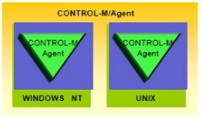 CONTROL-M/Agent
CONTROL-M
Agent
CONTROL-M
Agent
WINDOWS NT
UNIX